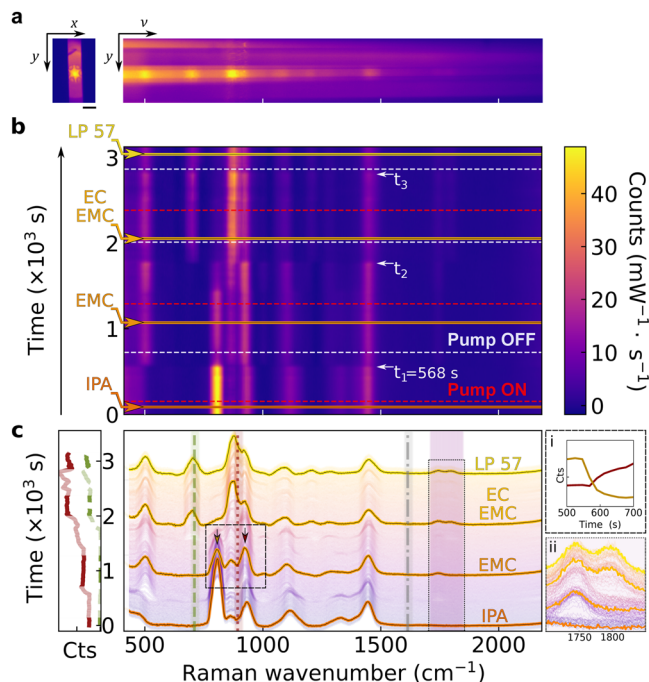 a
x
ν
y
y
1000
1500
2000
b
LP 57
3
t₃
EC
EMC
2
t₂
EMC
1
Pump OFF
t₁=568 s
IPA
Pump ON
0
Time (×10³ s)
40
30
20
10
0
Counts (mW⁻¹ · s⁻¹)
c
3
LP 57
EC
EMC
2
EMC
1
IPA
0
Time (×10³ s)
Cts
500
1000
1500
2000
Raman wavenumber (cm⁻¹)
i
Cts
500
600
700
Time (s)
ii
1750
1800